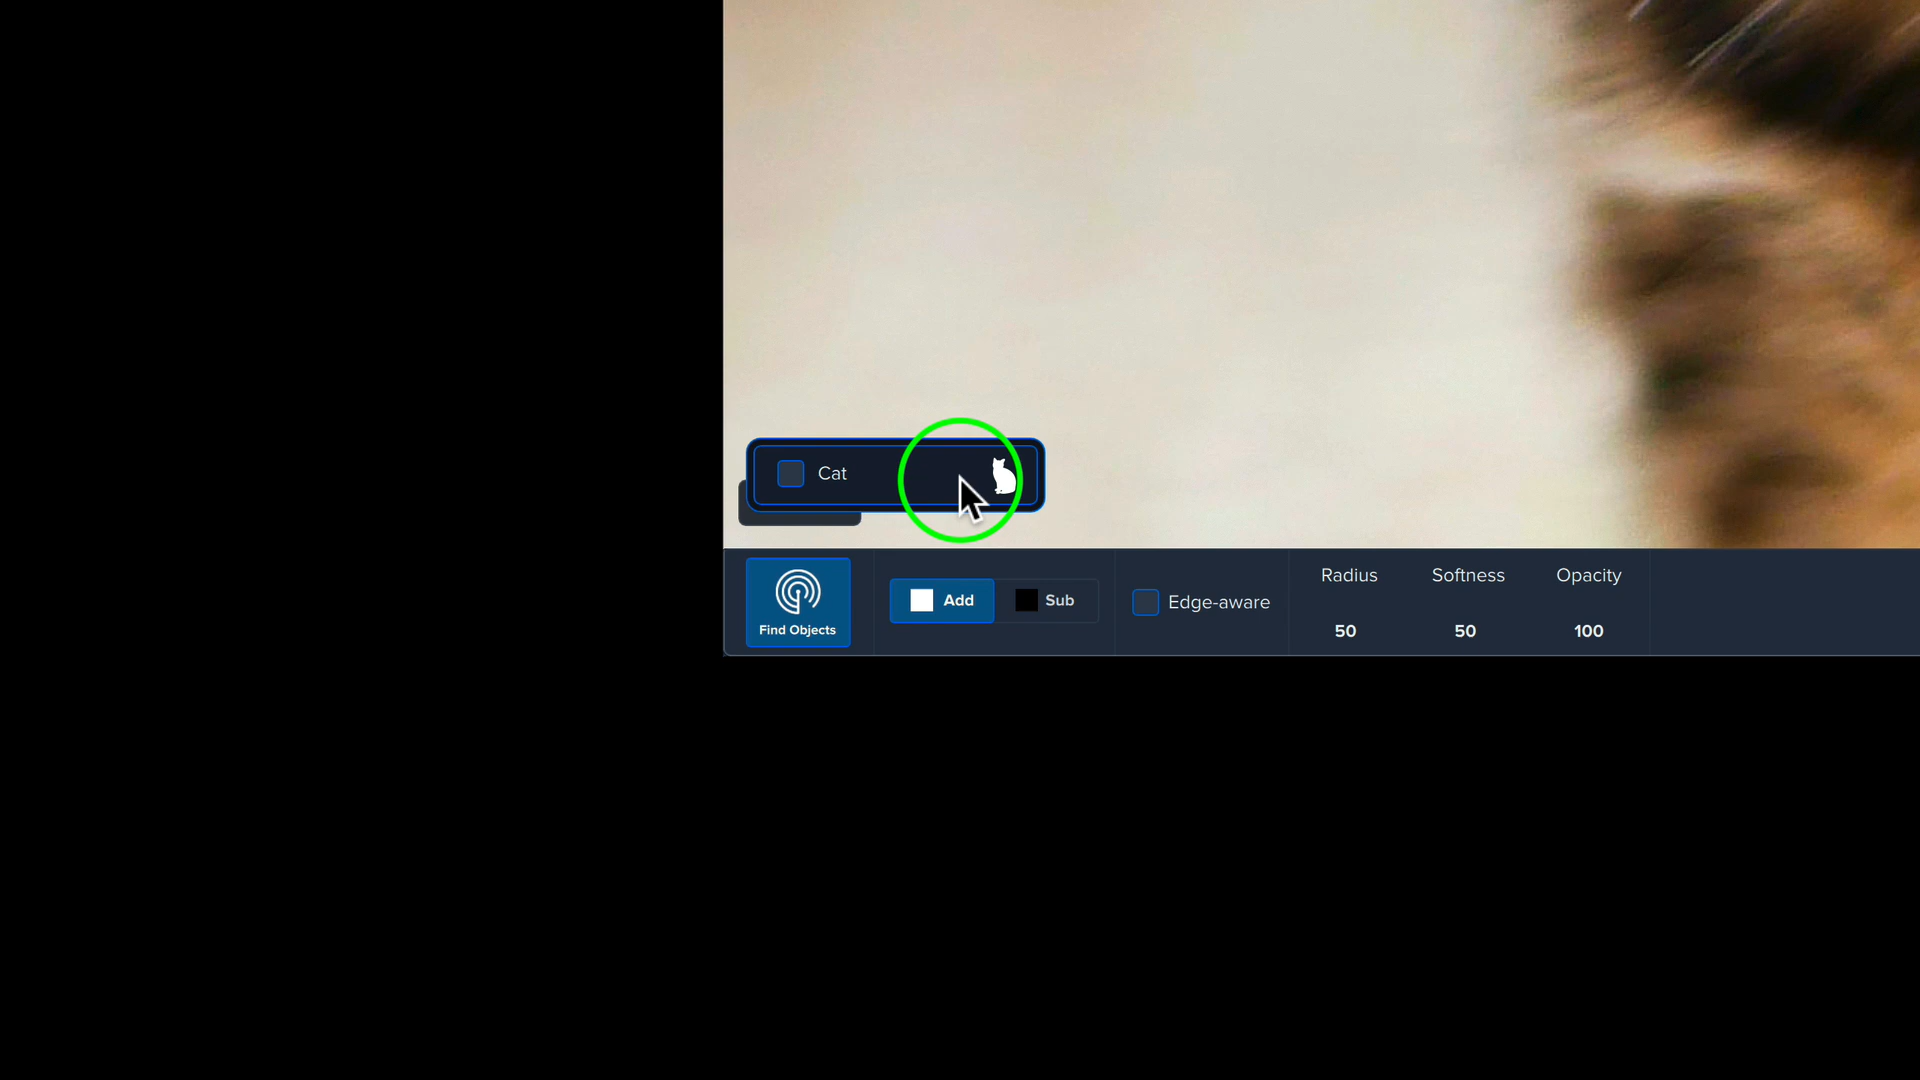 Cat
Find Objects
Add
Sub
Edge-aware
Radius
Softness
Opacity
50
50
100